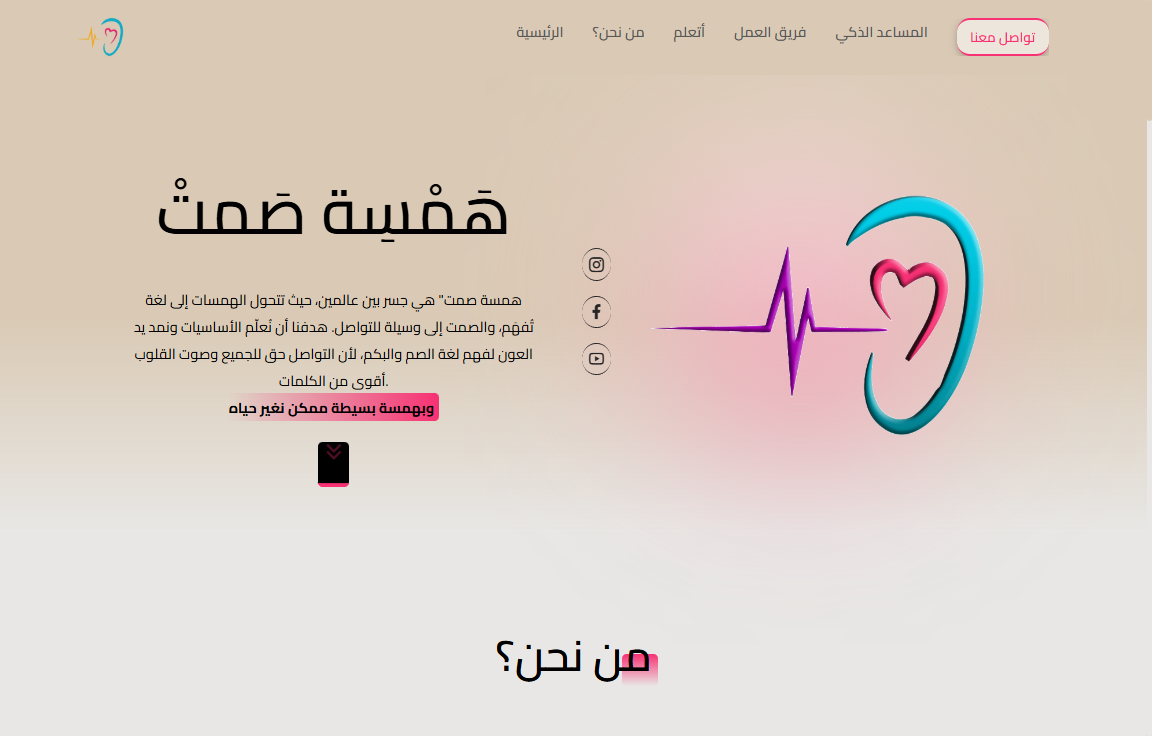 تواصل معنا
المساعد الذكي
فريق العمل
أتعلم
من نحن؟
الرئيسية
هَمْسِة صَمتْ
همسة صمت" هي جسر بين عالمين، حيث تتحول الهمسات إلى لغة
تُفهَم، والصمت إلى وسيلة للتواصل. هدفنا أن نُعلّم الأساسيات ونمد يد
العون لفهم لغة الصم والبكم، لأن التواصل حق للجميع وصوت القلوب
.أقوى من الكلمات
وبهمسة بسيطة ممكن نغير حياه
من نحن؟